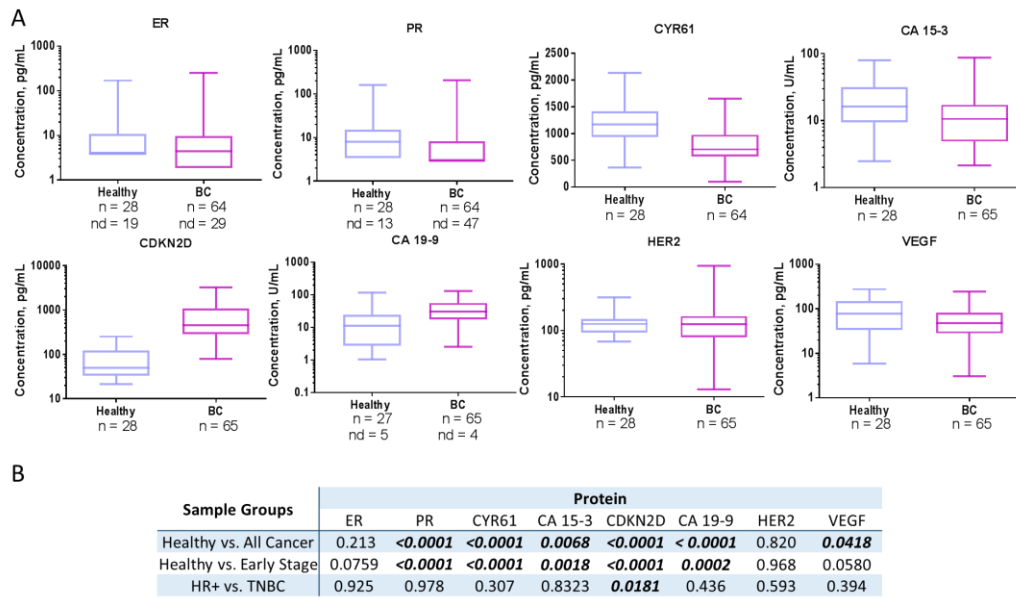 A
ER
Concentration, pg/mL
1000
100
10
1
Healthy BC
n = 28 n = 64
nd = 19 nd = 29
PR
Concentration, pg/mL
1000
100
10
1
Healthy BC
n = 28 n = 64
nd = 13 nd = 47
CYR61
Concentration, pg/mL
2500
2000
1500
1000
500
0
Healthy BC
n = 28 n = 64
CA 15-3
Concentration, U/mL
100
10
1
Healthy BC
n = 28 n = 65
CDKN2D
Concentration, pg/mL
10000
1000
100
10
Healthy BC
n = 28 n = 65
CA 19-9
Concentration, U/mL
1000
100
10
1
0.1
Healthy BC
n = 27 n = 65
nd = 5 nd = 4
HER2
Concentration, pg/mL
1000
100
10
Healthy BC
n = 28 n = 65
VEGF
Concentration, pg/mL
1000
100
10
1
Healthy BC
n = 28 n = 65
B
Sample Groups Protein
ER PR CYR61 CA 15-3 CDKN2D CA 19-9 HER2 VEGF
Healthy vs. All Cancer 0.213 <0.0001 <0.0001 0.0068 <0.0001 < 0.0001 0.820 0.0418
Healthy vs. Early Stage 0.0759 <0.0001 <0.0001 0.0018 <0.0001 0.0002 0.968 0.0580
HR+ vs. TNBC 0.925 0.978 0.307 0.8323 0.0181 0.436 0.593 0.394